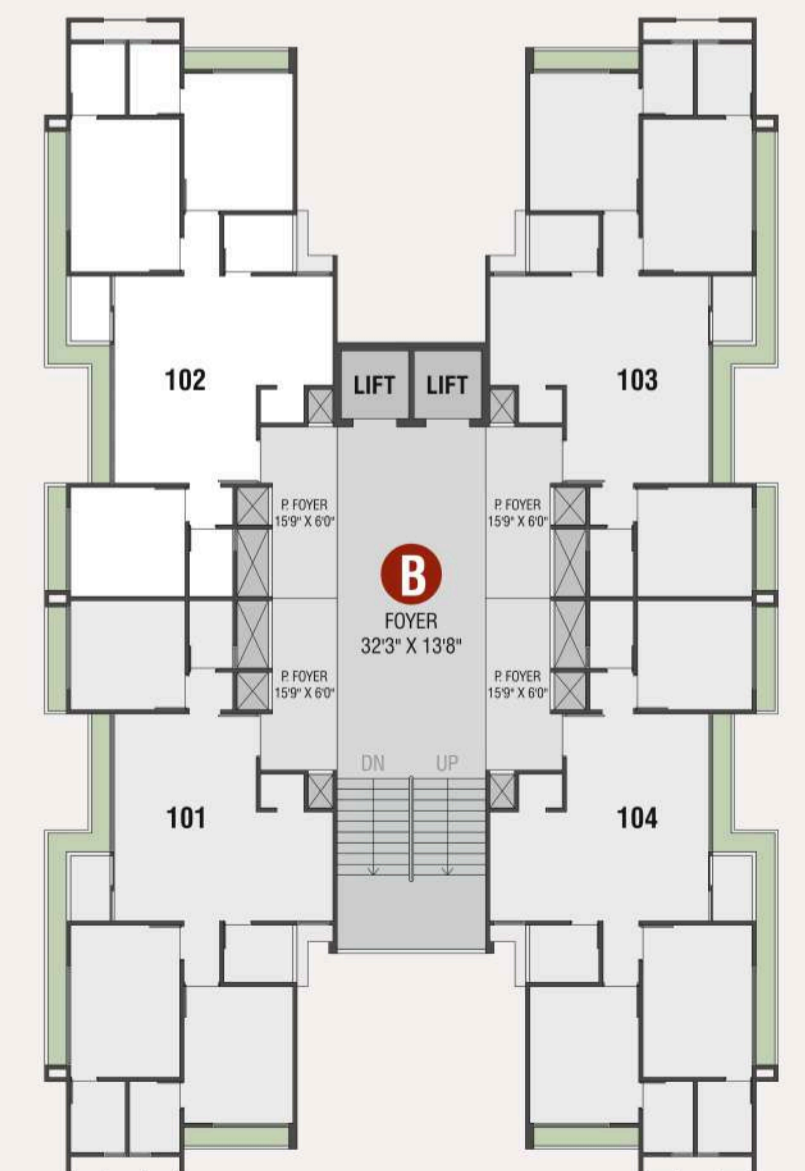 102
LIFT
LIFT
103
P. FOYER
15'9" X 6'0"
P. FOYER
15'9" X 6'0"
B
FOYER
32'3" X 13'8"
P. FOYER
15'9" X 6'0"
P. FOYER
15'9" X 6'0"
DN
UP
101
104